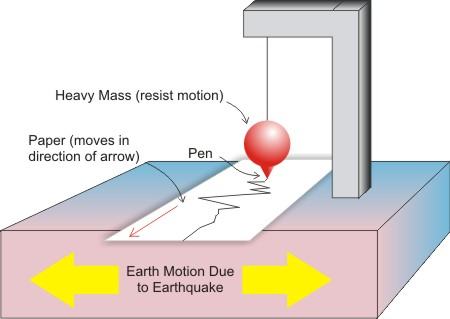 Heavy Mass (resist motion)
Paper (moves in
direction of arrow)
Pen
Earth Motion Due
to Earthquake